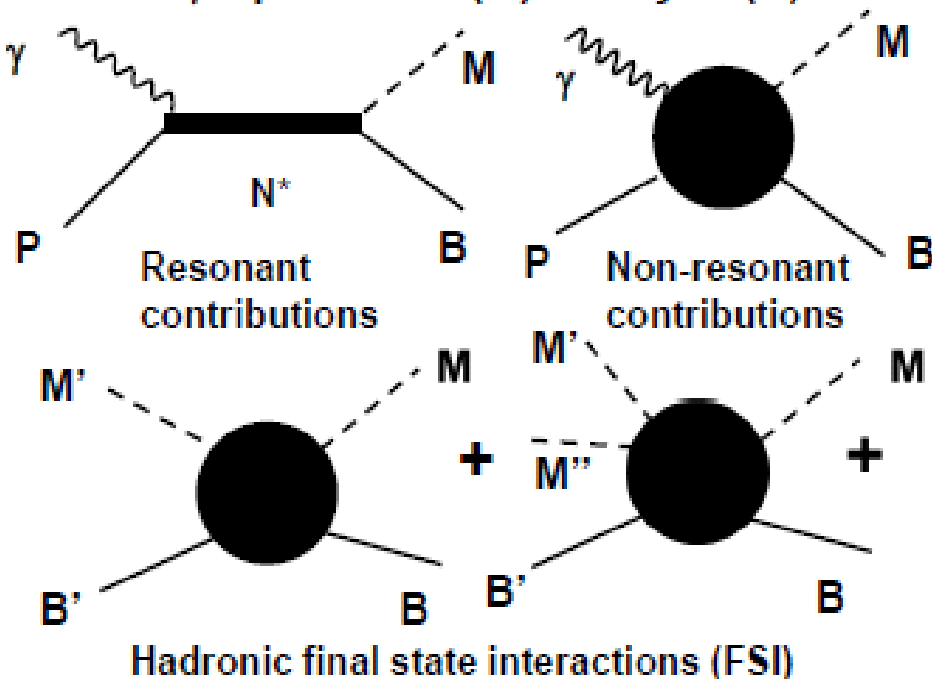 γ
M
N*
P
B
Resonant
contributions
γ
M
P
B
Non-resonant
contributions
M'
M
B'
B
+
M'
M''
M
B'
B
+
Hadronic final state interactions (FSI)